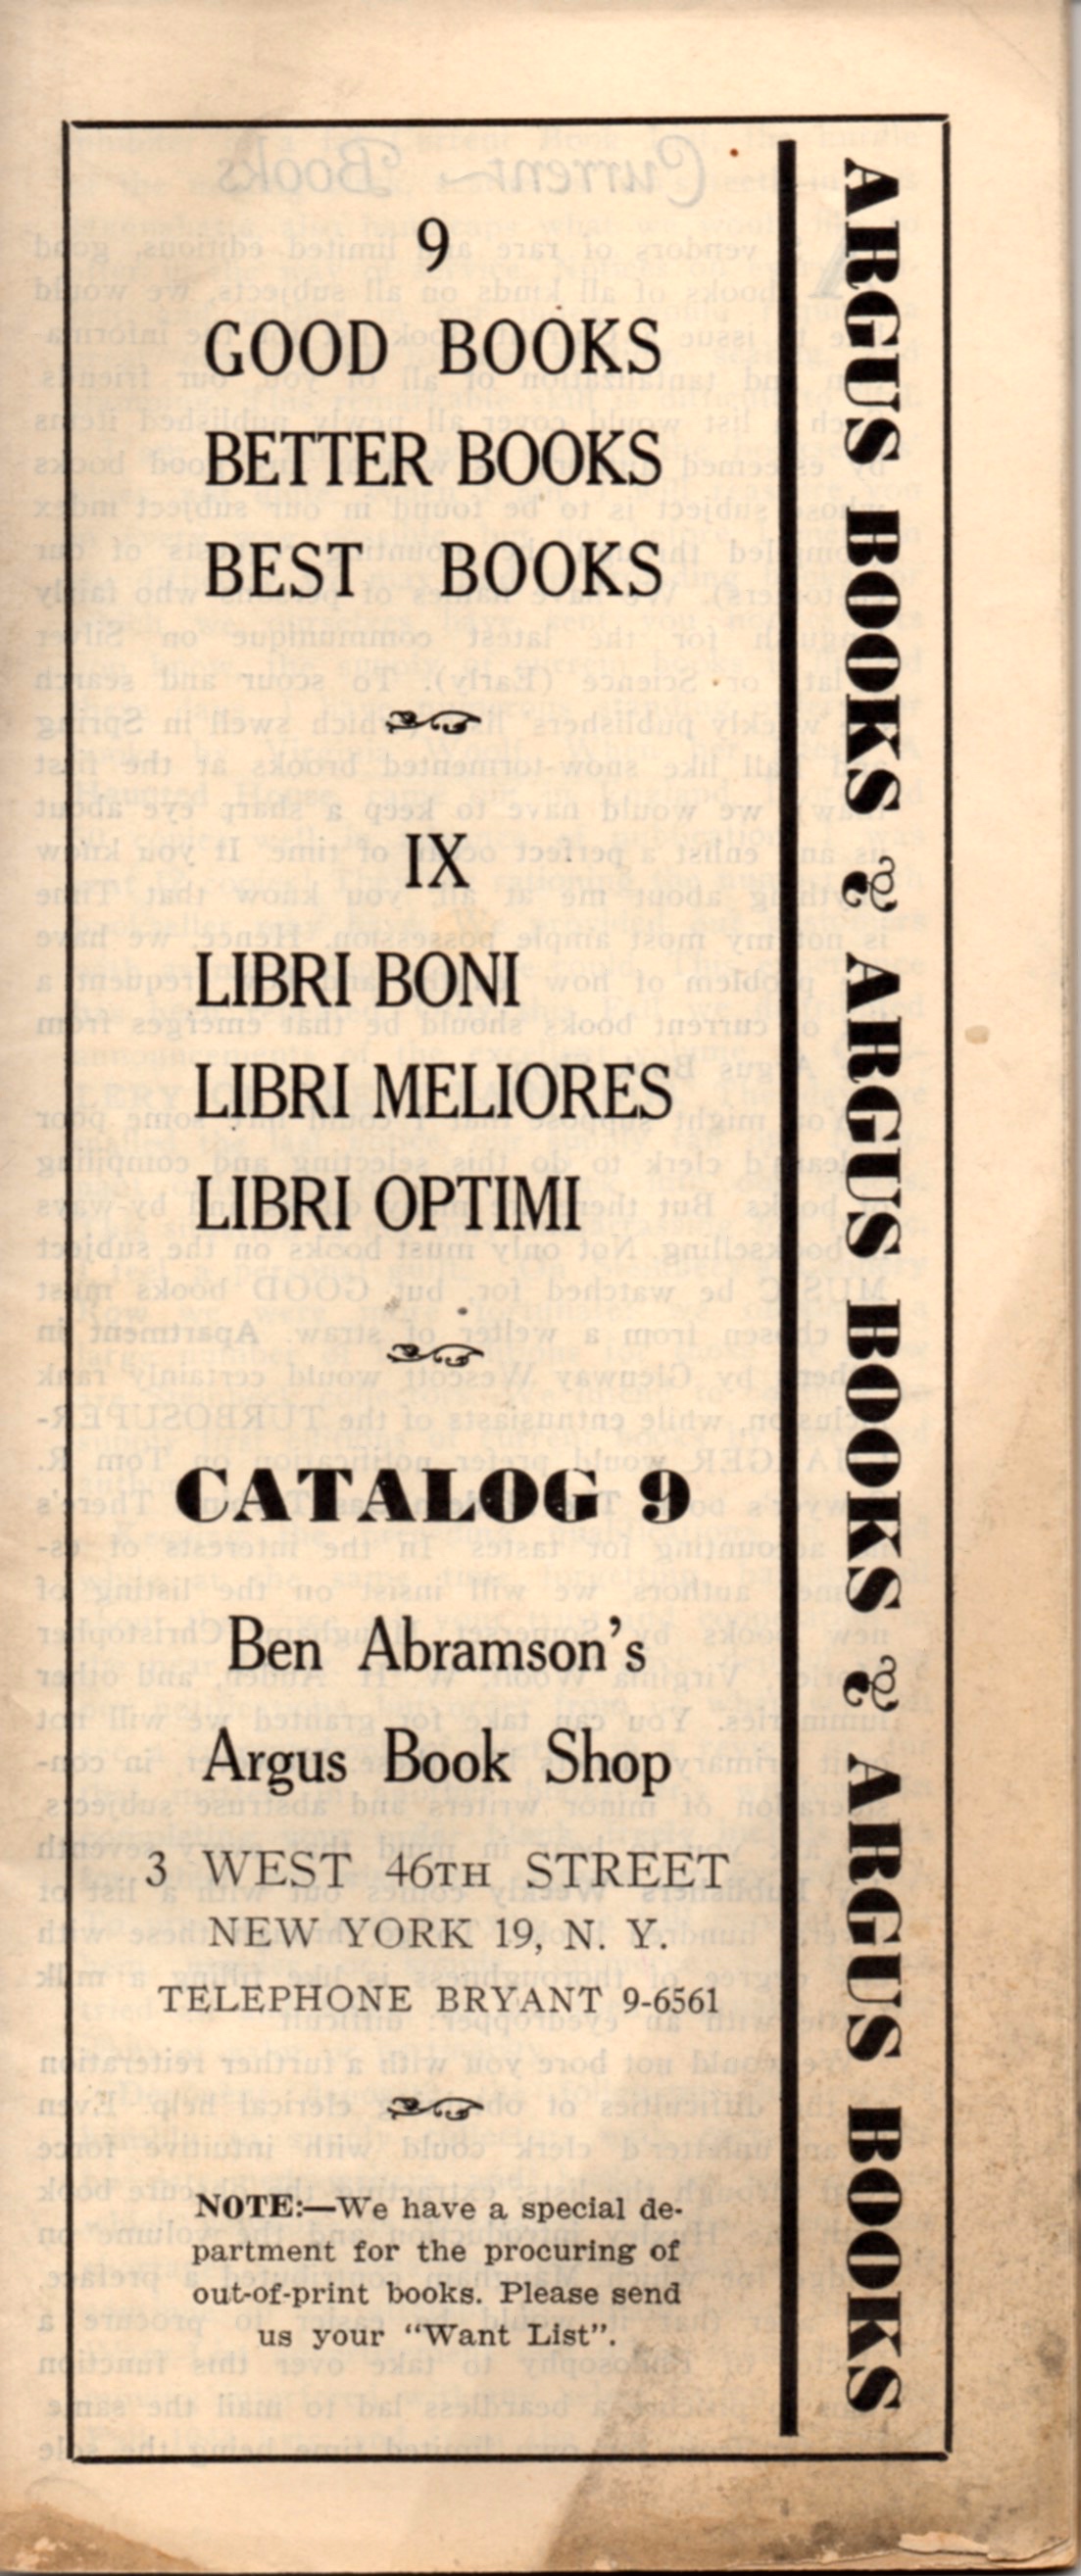 9
GOOD BOOKS
BETTER BOOKS
BEST BOOKS
IX
LIBRI BONI
LIBRI MELIORES
LIBRI OPTIMI
CATALOG 9
Ben Abramson's
Argus Book Shop
3 WEST 46TH STREET
NEW YORK 19, N. Y.
TELEPHONE BRYANT 9-6561
NOTE:—We have a special de-
partment for the procuring of
out-of-print books. Please send
us your "Want List".
ARGUS BOOKS ARGUS BOOKS ARGUS BOOKS